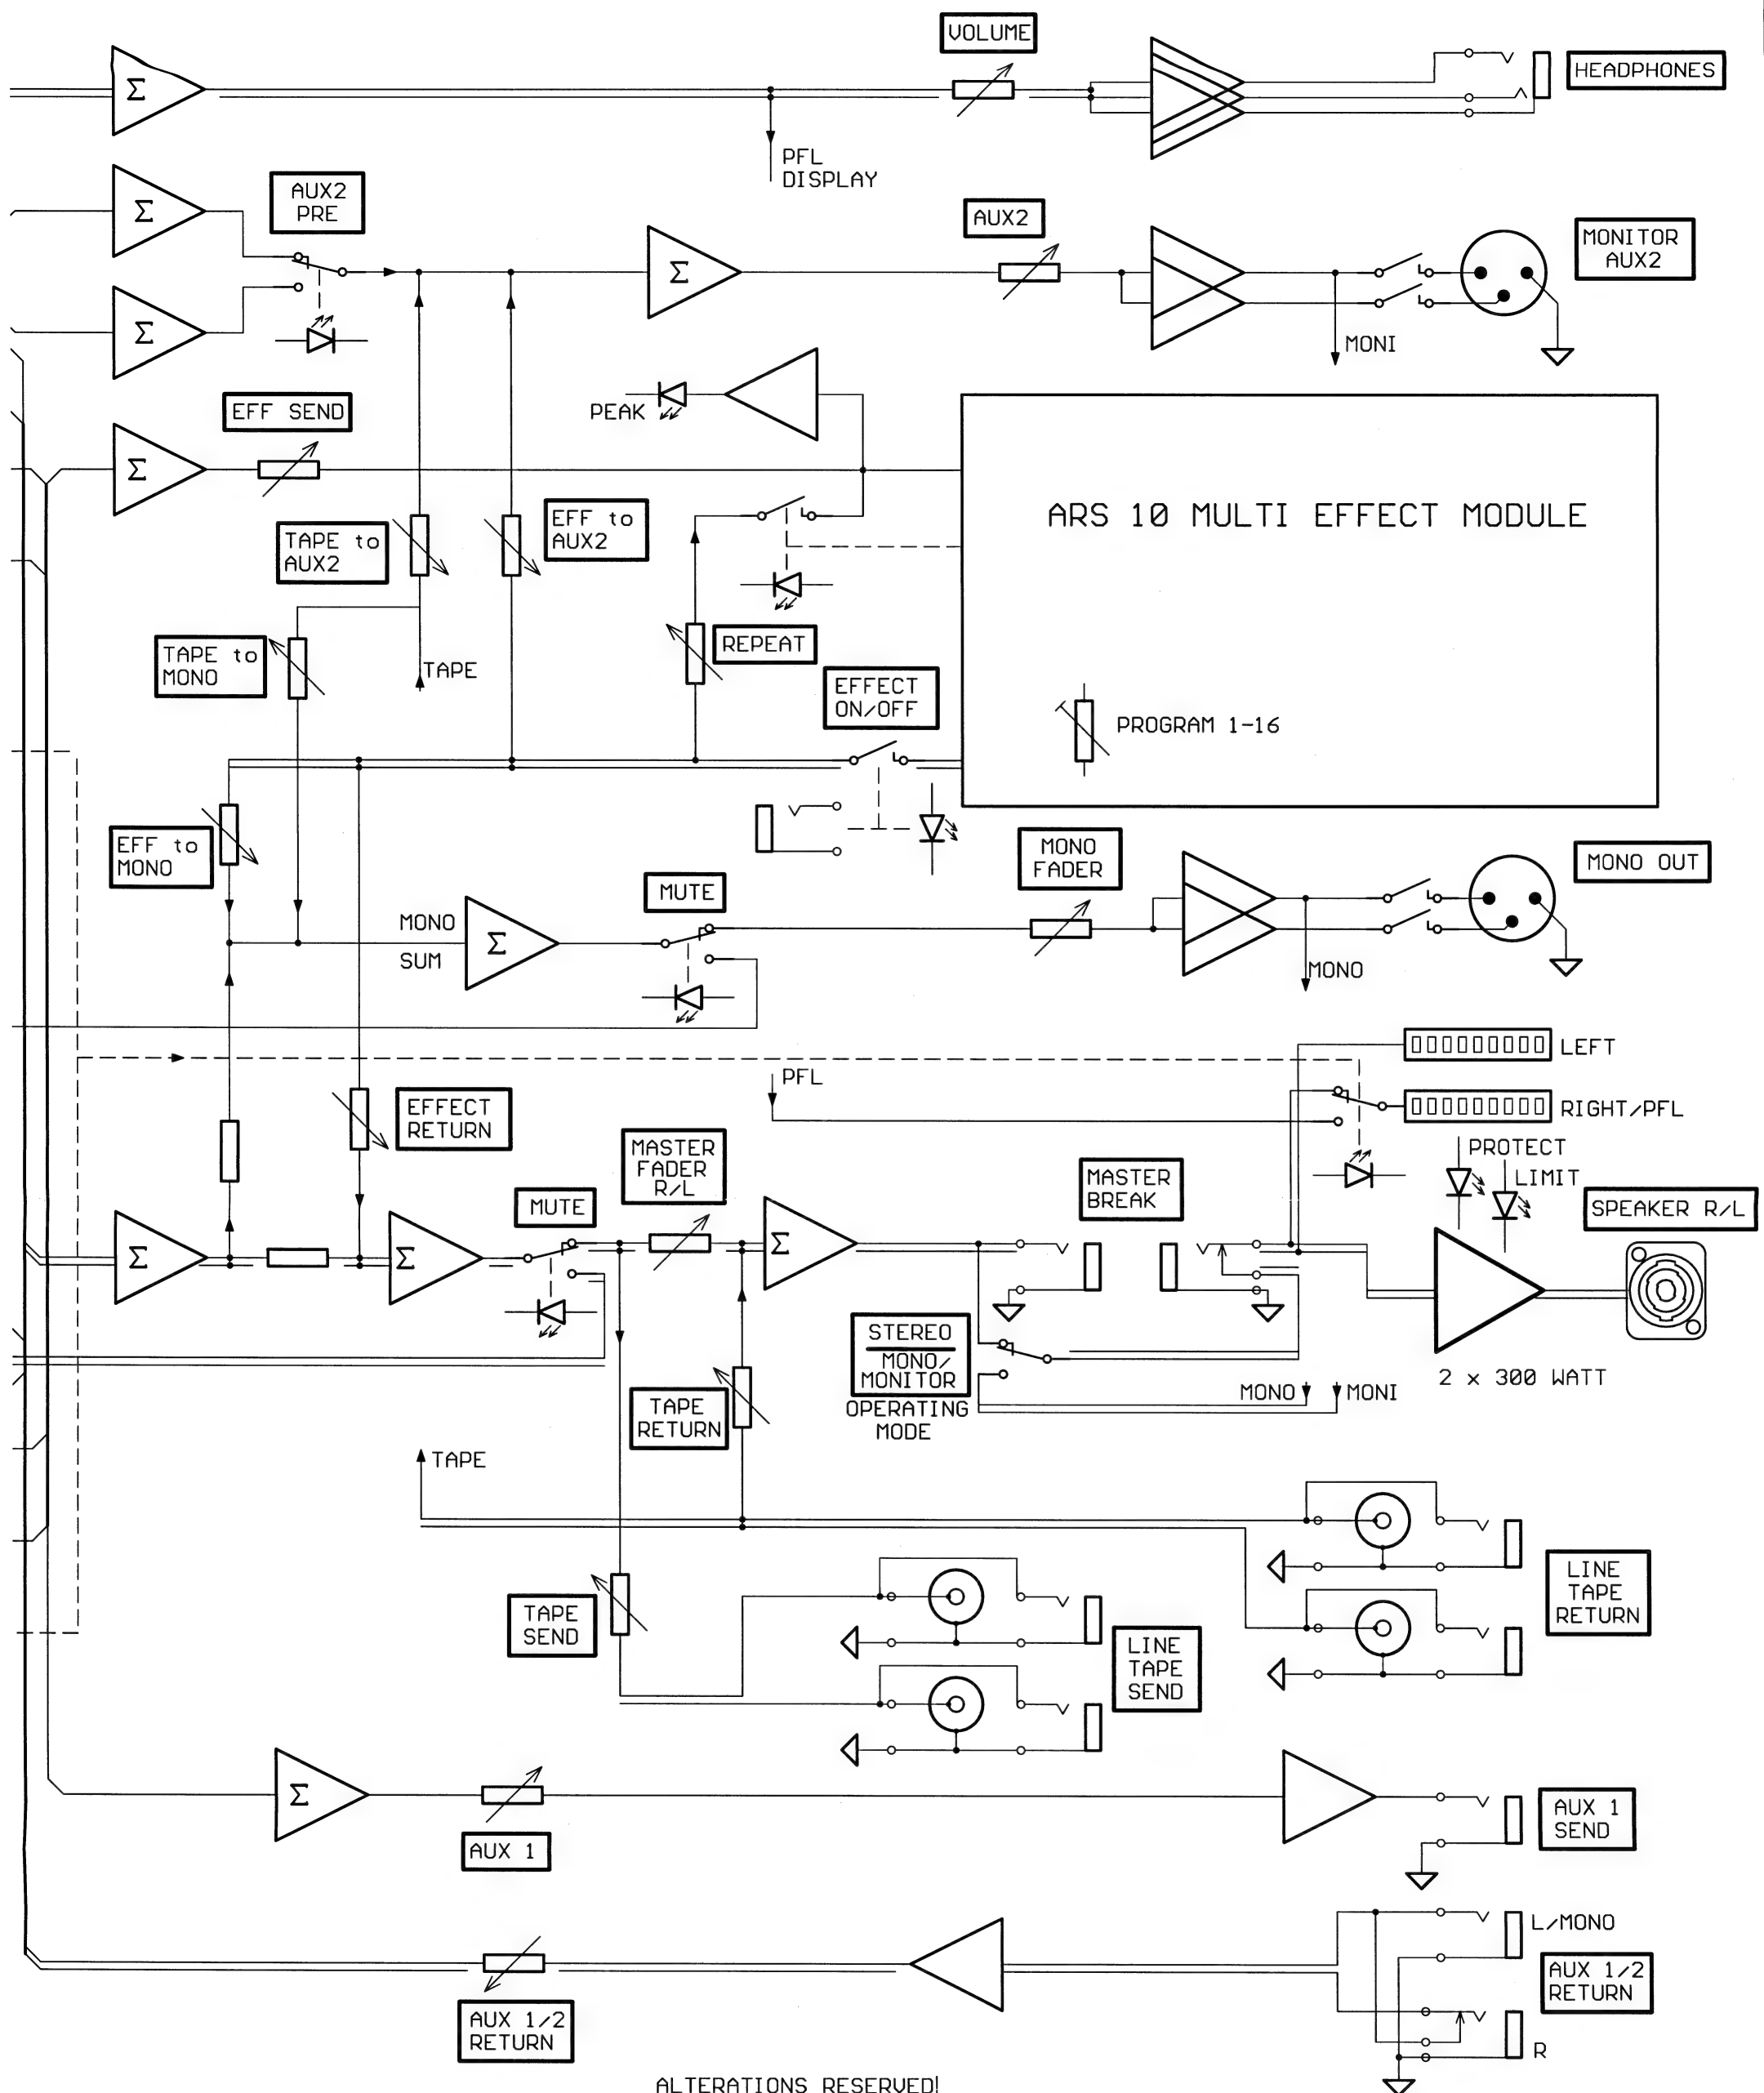 VOLUME
HEADPHONES
Σ
PFL
DISPLAY
AUX2
PRE
Σ
AUX2
MONITOR
AUX2
Σ
Σ
MONI
EFF SEND
PEAK
Σ
ARS 10 MULTI EFFECT MODULE
TAPE to
AUX2
EFF to
AUX2
TAPE to
MONO
TAPE
REPEAT
EFFECT
ON/OFF
PROGRAM 1-16
EFF to
MONO
MONO
FADER
MONO OUT
MUTE
MONO
SUM
Σ
MONO
LEFT
PFL
RIGHT/PFL
EFFECT
RETURN
MASTER
FADER
R/L
MASTER
BREAK
PROTECT
LIMIT
SPEAKER R/L
MUTE
Σ
Σ
Σ
STEREO
MONO/
MONITOR
OPERATING
MODE
MONO
MONI
2 x 300 WATT
TAPE
RETURN
TAPE
LINE
TAPE
RETURN
TAPE
SEND
LINE
TAPE
SEND
Σ
AUX 1
AUX 1
SEND
L/MONO
AUX 1/2
RETURN
AUX 1/2
RETURN
R
ALTERATIONS RESERVED!